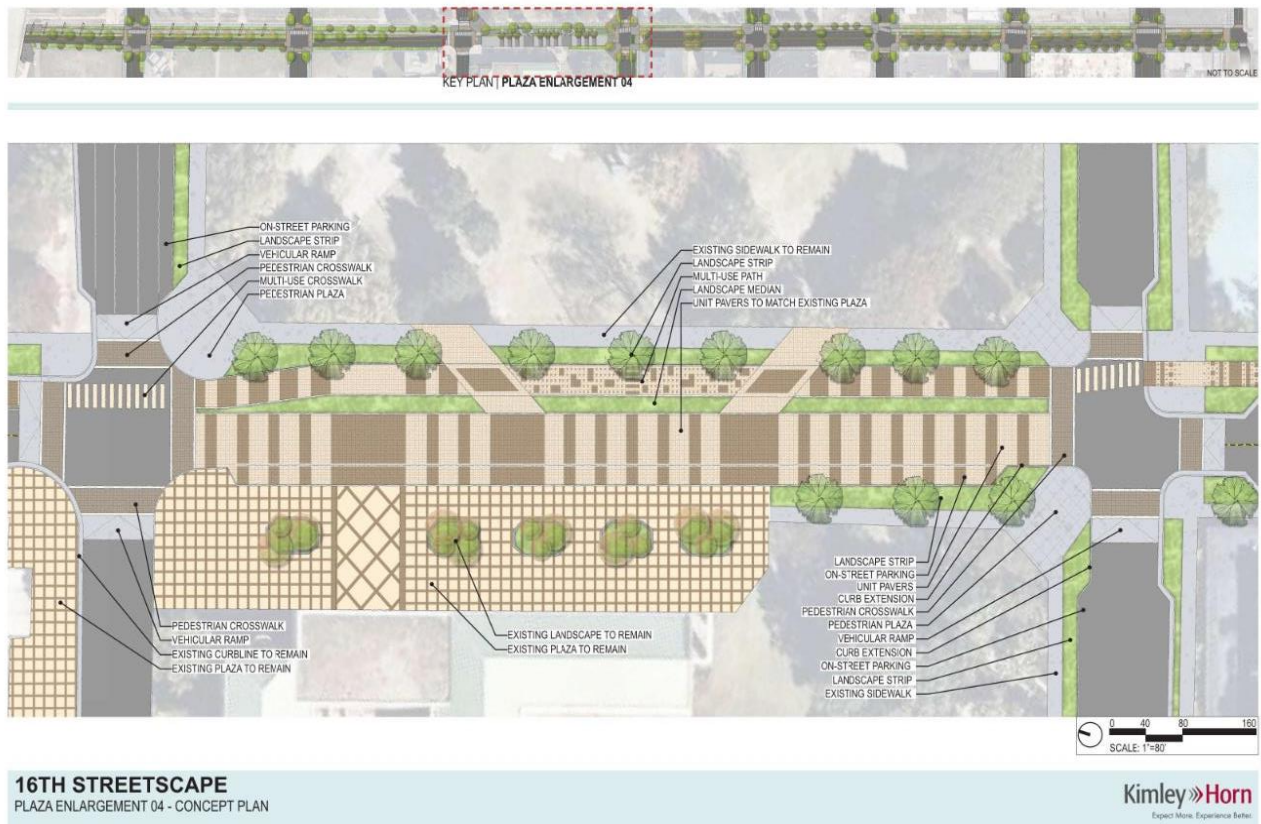 KEY PLAN | PLAZA ENLARGEMENT 04
NOT TO SCALE
ON-STREET PARKING
LANDSCAPE STRIP
VEHICULAR RAMP
PEDESTRIAN CROSSWALK
MULTI-USE CROSSWALK
PEDESTRIAN PLAZA
EXISTING SIDEWALK TO REMAIN
LANDSCAPE STRIP
MULTI-USE PATH
LANDSCAPE MEDIAN
UNIT PAVERS TO MATCH EXISTING PLAZA
PEDESTRIAN CROSSWALK
VEHICULAR RAMP
EXISTING CURBLINE TO REMAIN
EXISTING PLAZA TO REMAIN
EXISTING LANDSCAPE TO REMAIN
EXISTING PLAZA TO REMAIN
LANDSCAPE STRIP
ON-STREET PARKING
UNIT PAVERS
CURB EXTENSION
PEDESTRIAN CROSSWALK
PEDESTRIAN PLAZA
VEHICULAR RAMP
CURB EXTENSION
ON-STREET PARKING
LANDSCAPE STRIP
EXISTING SIDEWALK
0 40 80 160
SCALE: 1"=80'
16TH STREETSCAPE
PLAZA ENLARGEMENT 04 - CONCEPT PLAN
Kimley»Horn
Expect More. Experience Better.